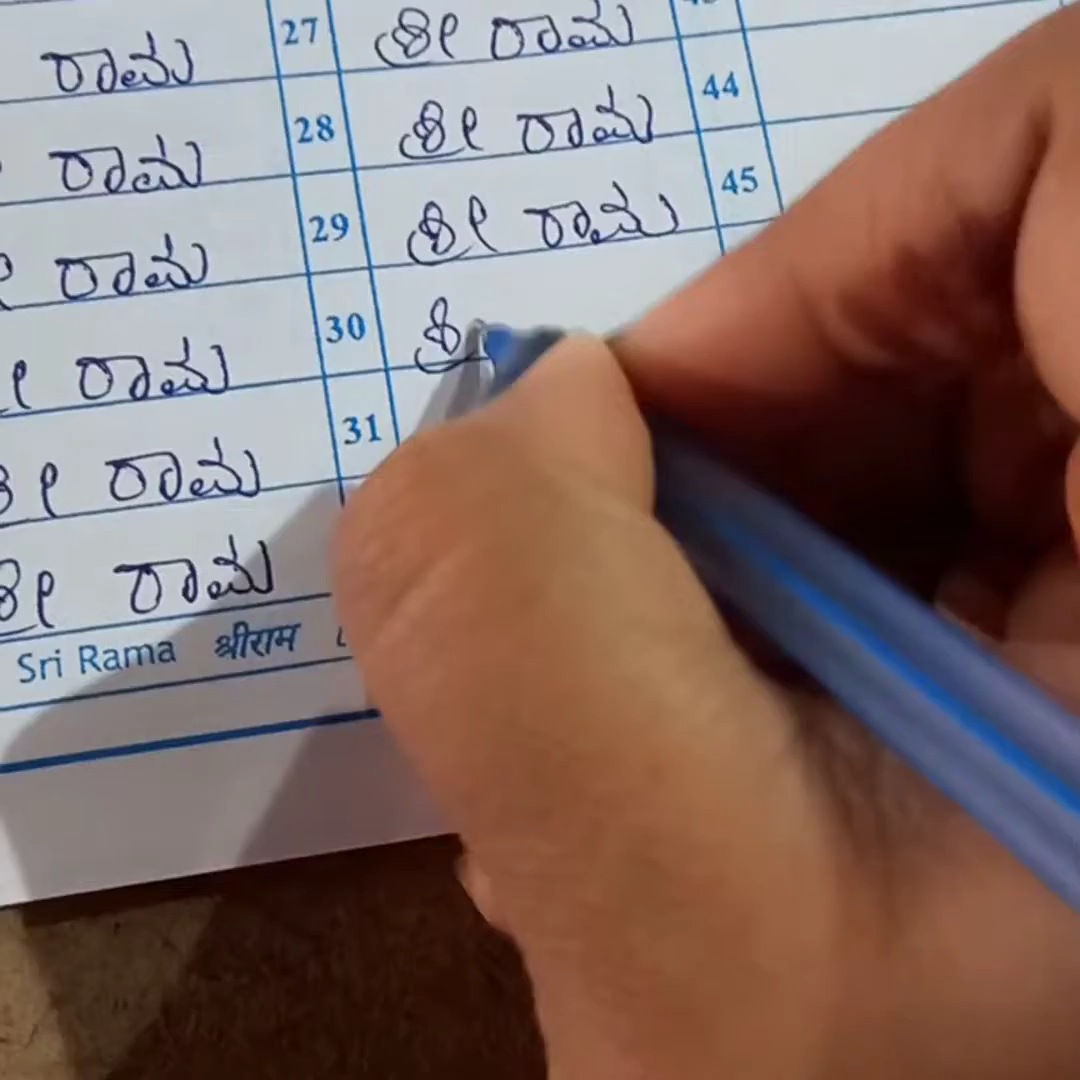 ರಾಮ 27 ಶ್ರೀ ರಾಮ
ರಾಮ 28 ಶ್ರೀ ರಾಮ 44
ರಾಮ 29 ಶ್ರೀ ರಾಮ 45
ರಾಮ 30 ಶ್ರಿ
ಶ್ರೀ ರಾಮ 31
ಶ್ರೀ ರಾಮ
Sri Rama श्रीराम